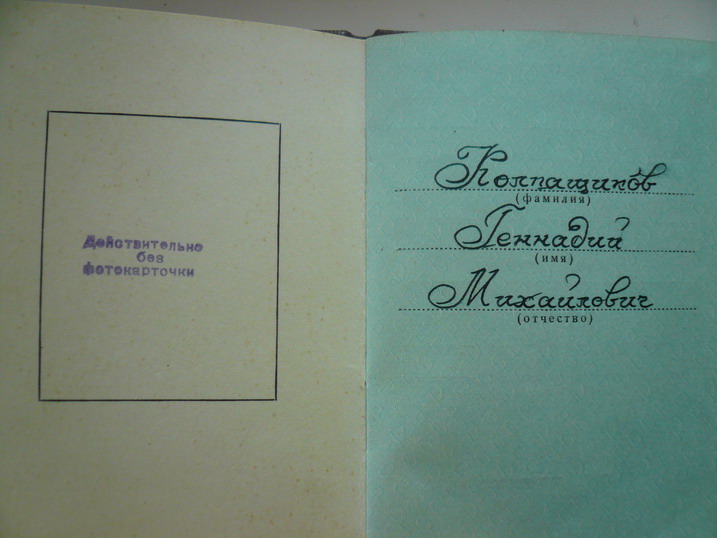 Действительно
без
фотокарточки
Колпащиков
(фамилия)
Геннадий
(имя)
Михайлович
(отчество)